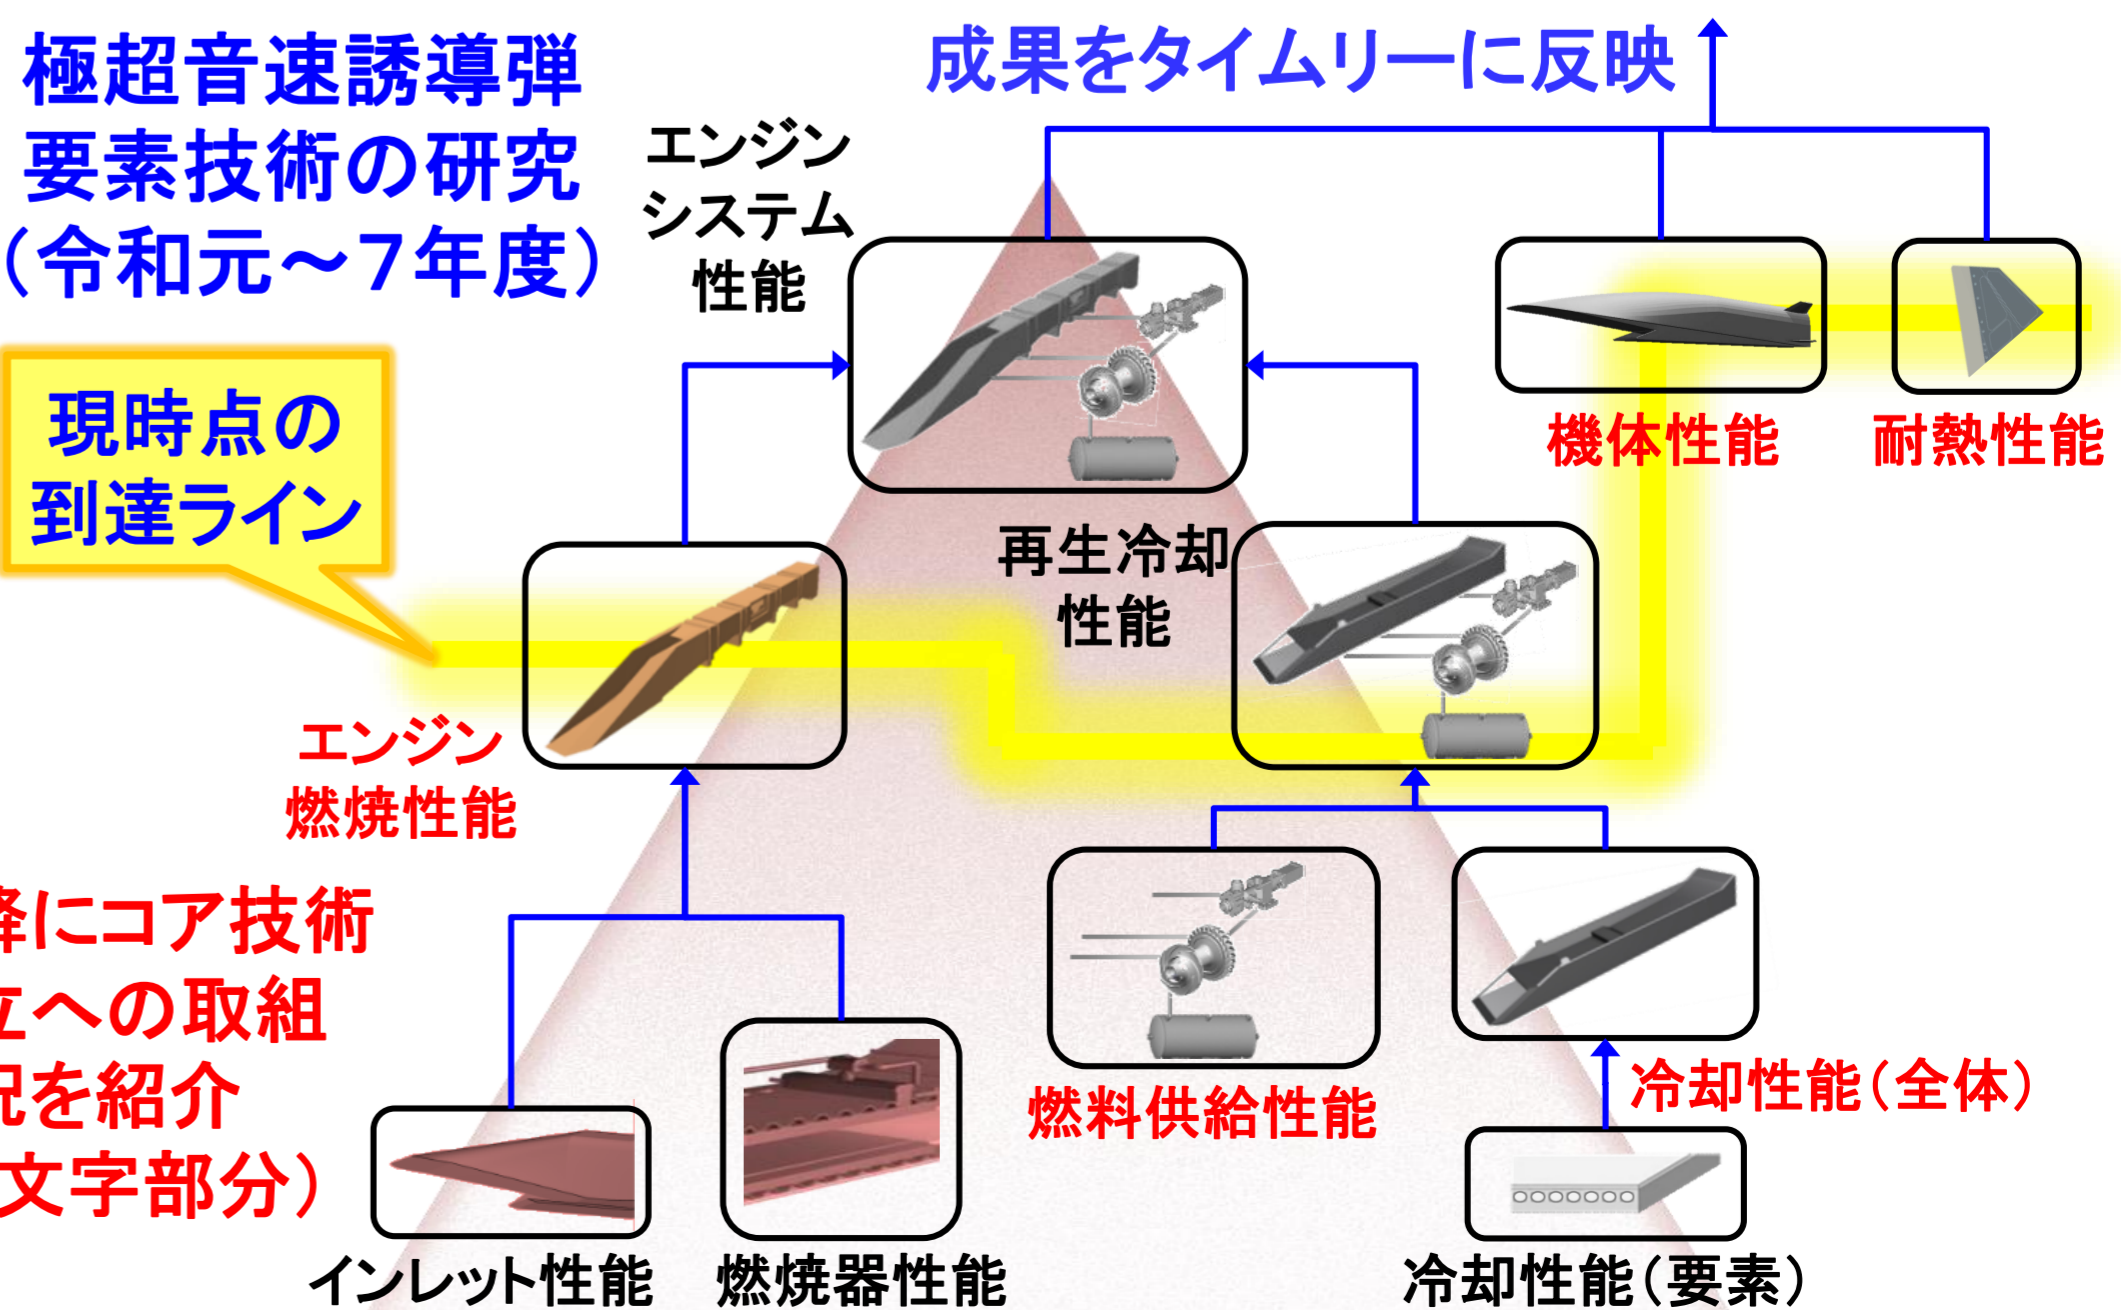 極超音速誘導弾
要素技術の研究
（令和元～７年度）
成果をタイムリーに反映
エンジン
システム
性能
現時点の
到達ライン
機体性能
耐熱性能
再生冷却
性能
エンジン
燃焼性能
降にコア技術
立への取組
況を紹介
文字部分）
燃料供給性能
冷却性能（全体）
インレット性能
燃焼器性能
冷却性能（要素）